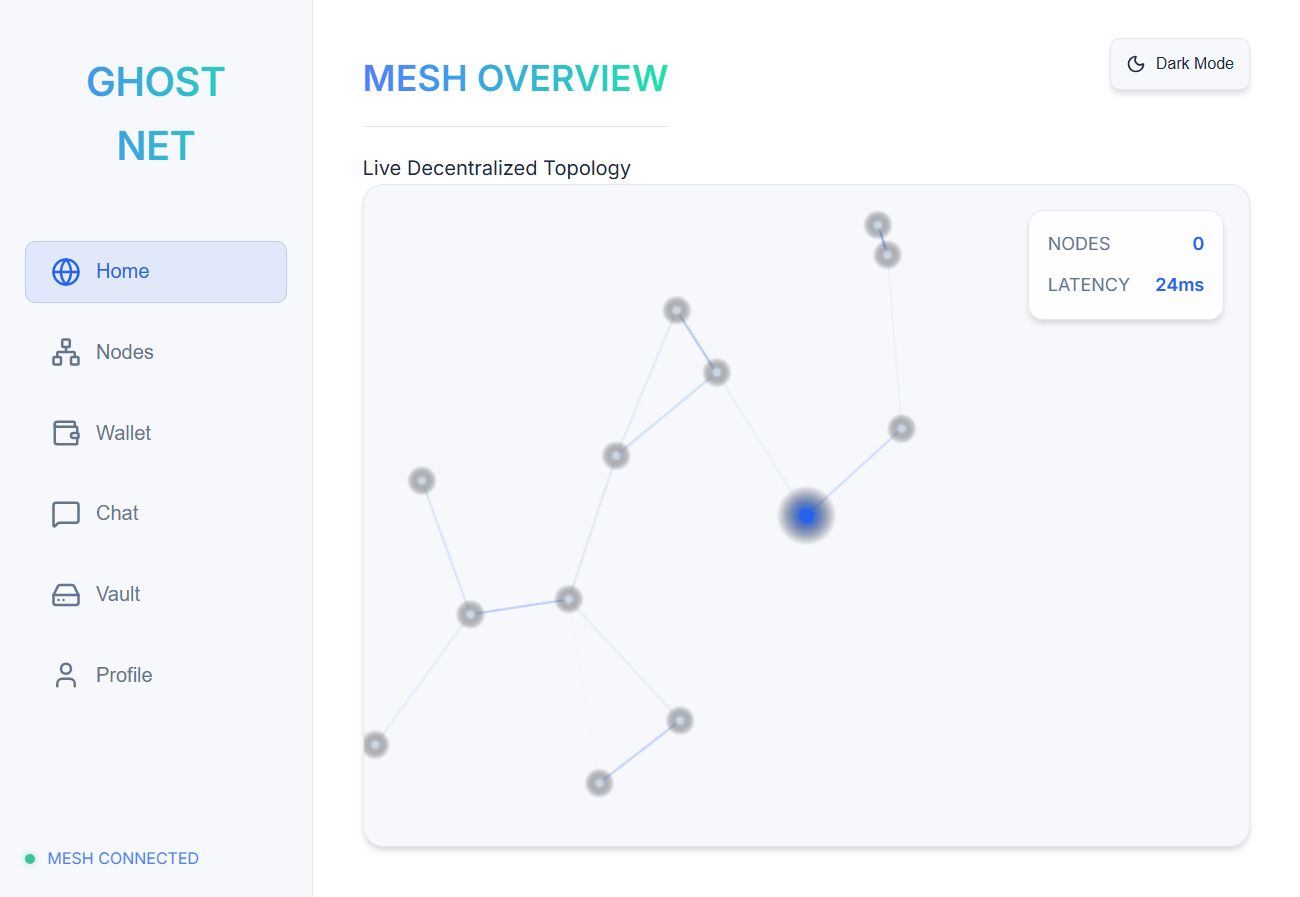 GHOST
NET
Home
Nodes
Wallet
Chat
Vault
Profile
MESH CONNECTED
MESH OVERVIEW
Dark Mode
Live Decentralized Topology
NODES 0
LATENCY 24ms